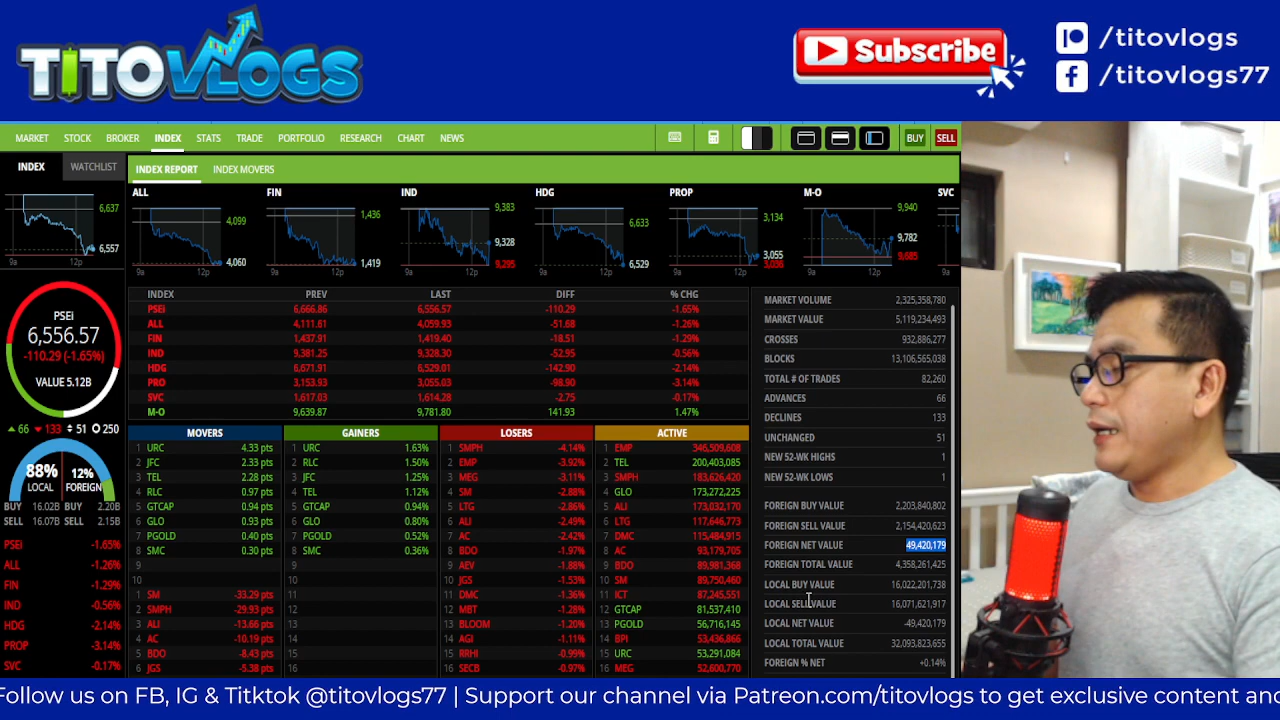 TITOVLOGS
Subscribe
/titovlogs
/titovlogs77
MARKET STOCK BROKER INDEX STATS TRADE PORTFOLIO RESEARCH CHART NEWS BUY SELL
INDEX WATCHLIST
INDEX REPORT INDEX MOVERS
6,637
6,557
9a 12p
ALL 4,099 4,060 9a 12p
FIN 1,436 1,419 9a 12p
IND 9,383 9,328 9,295 9a 12p
HDG 6,633 6,529 9a 12p
PROP 3,134 3,055 3,036 9a 12p
M-O 9,940 9,782 9,685 9a 12p
SVC 9a
PSEi
6,556.57
-110.29 (-1.65%)
VALUE 5.12B
66 133 51 250
88% LOCAL 12% FOREIGN
BUY 16.02B BUY 2.20B
SELL 16.07B SELL 2.15B
PSEi -1.65%
ALL -1.26%
FIN -1.29%
IND -0.56%
HDG -2.14%
PROP -3.14%
SVC -0.17%
INDEX PREV LAST DIFF % CHG
PSEi 6,666.86 6,556.57 -110.29 -1.65%
ALL 4,111.61 4,059.93 -51.68 -1.26%
FIN 1,437.91 1,419.40 -18.51 -1.29%
IND 9,381.25 9,328.30 -52.95 -0.56%
HDG 6,671.91 6,529.01 -142.90 -2.14%
PRO 3,153.93 3,055.03 -98.90 -3.14%
SVC 1,617.03 1,614.28 -2.75 -0.17%
M-O 9,639.87 9,781.80 141.93 1.47%
MOVERS
1 URC 4.33 pts
2 JFC 2.33 pts
3 TEL 2.28 pts
4 RLC 0.97 pts
5 GTCAP 0.94 pts
6 GLO 0.93 pts
7 PGOLD 0.40 pts
8 SMC 0.30 pts
9
10
1 SM -33.29 pts
2 SMPH -29.93 pts
3 ALI -13.66 pts
4 AC -10.19 pts
5 BDO -8.43 pts
6 JGS -5.38 pts
GAINERS
1 URC 1.63%
2 RLC 1.50%
3 JFC 1.25%
4 TEL 1.12%
5 GTCAP 0.94%
6 GLO 0.80%
7 PGOLD 0.52%
8 SMC 0.36%
9
10
11
12
13
14
15
16
LOSERS
1 SMPH -4.14%
2 EMP -3.92%
3 MEG -3.11%
4 SM -2.88%
5 LTG -2.86%
6 ALI -2.49%
7 AC -2.42%
8 BDO -1.97%
9 AEV -1.88%
10 JGS -1.53%
11 DMC -1.36%
12 MBT -1.28%
13 BLOOM -1.20%
14 AGI -1.11%
15 RRHI -0.99%
16 SECB -0.97%
ACTIVE
1 EMP 346,509,608
2 TEL 200,403,085
3 SMPH 183,626,420
4 GLO 173,272,225
5 ALI 173,032,170
6 LTG 117,646,773
7 DMC 115,484,915
8 AC 93,179,705
9 BDO 89,981,368
10 SM 89,750,460
11 ICT 87,245,551
12 GTCAP 81,537,410
13 PGOLD 56,716,145
14 BPI 53,436,866
15 URC 53,291,084
16 MEG 52,600,770
MARKET VOLUME 2,325,358,780
MARKET VALUE 5,119,234,493
CROSSES 932,886,277
BLOCKS 13,106,565,038
TOTAL # OF TRADES 82,260
ADVANCES 66
DECLINES 133
UNCHANGED 51
NEW 52-WK HIGHS 1
NEW 52-WK LOWS 1
FOREIGN BUY VALUE 2,203,840,802
FOREIGN SELL VALUE 2,154,420,623
FOREIGN NET VALUE 49,420,179
FOREIGN TOTAL VALUE 4,358,261,425
LOCAL BUY VALUE 16,022,201,738
LOCAL SELL VALUE 16,071,621,917
LOCAL NET VALUE -49,420,179
LOCAL TOTAL VALUE 32,093,823,655
FOREIGN % NET +0.14%
Follow us on FB, IG & Titktok @titovlogs77 | Support our channel via Patreon.com/titovlogs to get exclusive content and